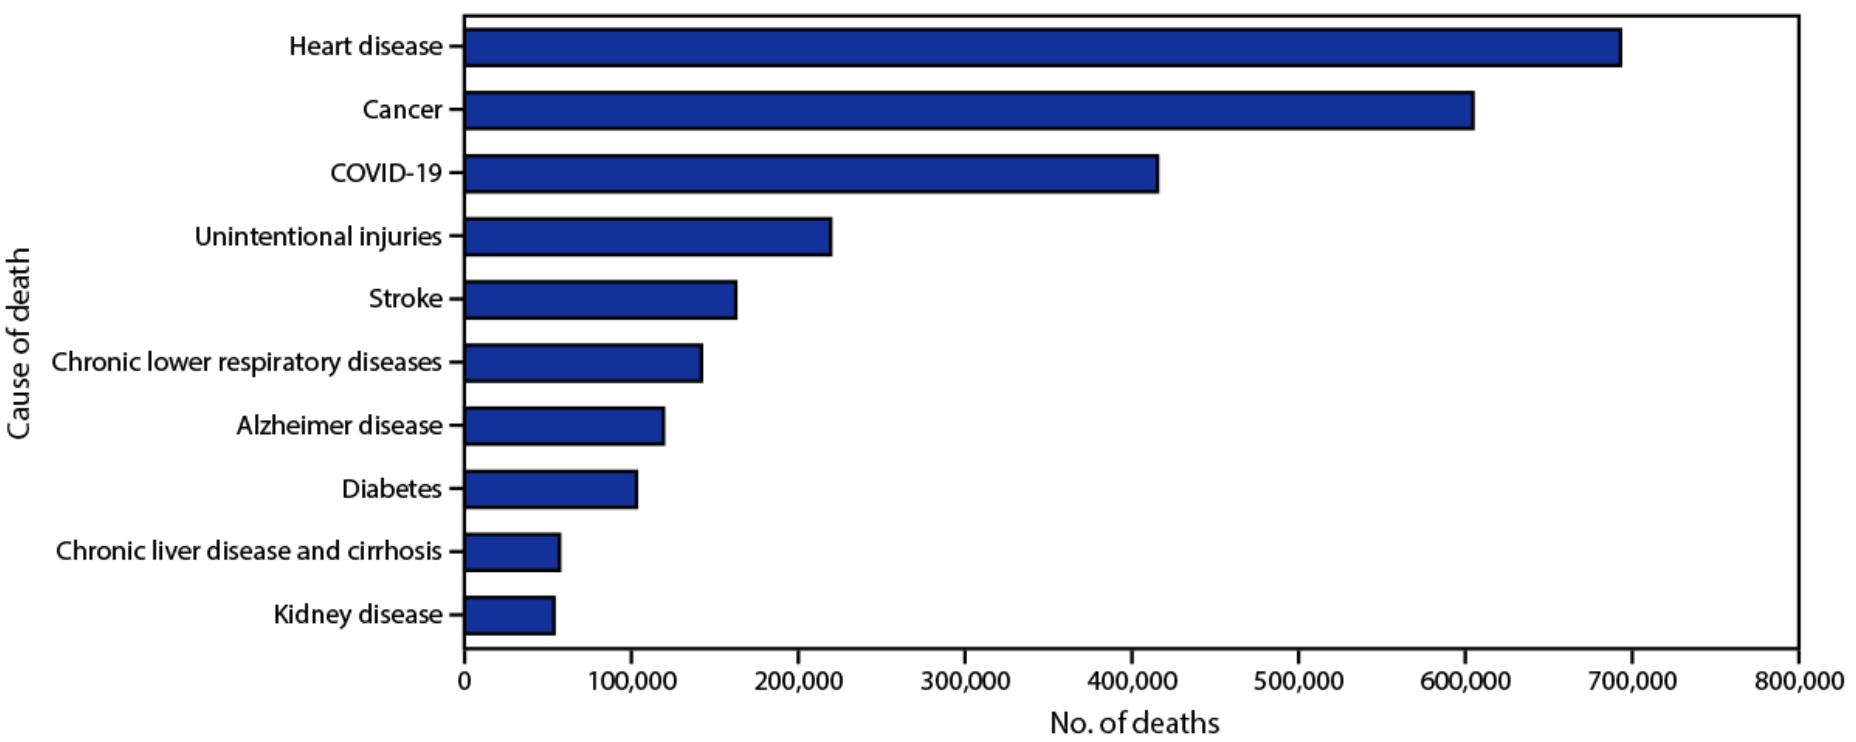 Heart disease
Cancer
COVID-19
Unintentional injuries
Stroke
Chronic lower respiratory diseases
Alzheimer disease
Diabetes
Chronic liver disease and cirrhosis
Kidney disease
Cause of death
0 100,000 200,000 300,000 400,000 500,000 600,000 700,000 800,000
No. of deaths